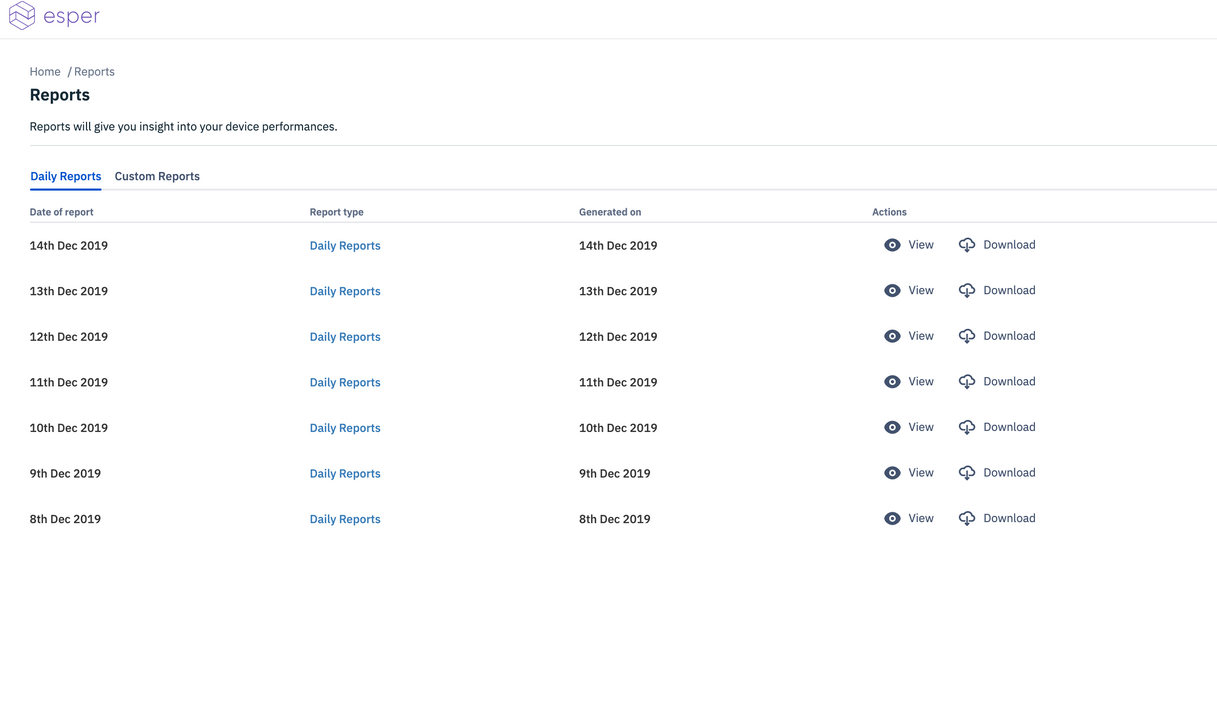 esper
Home / Reports
Reports
Reports will give you insight into your device performances.
Daily Reports Custom Reports
Date of report Report type Generated on Actions
14th Dec 2019 Daily Reports 14th Dec 2019 View Download
13th Dec 2019 Daily Reports 13th Dec 2019 View Download
12th Dec 2019 Daily Reports 12th Dec 2019 View Download
11th Dec 2019 Daily Reports 11th Dec 2019 View Download
10th Dec 2019 Daily Reports 10th Dec 2019 View Download
9th Dec 2019 Daily Reports 9th Dec 2019 View Download
8th Dec 2019 Daily Reports 8th Dec 2019 View Download